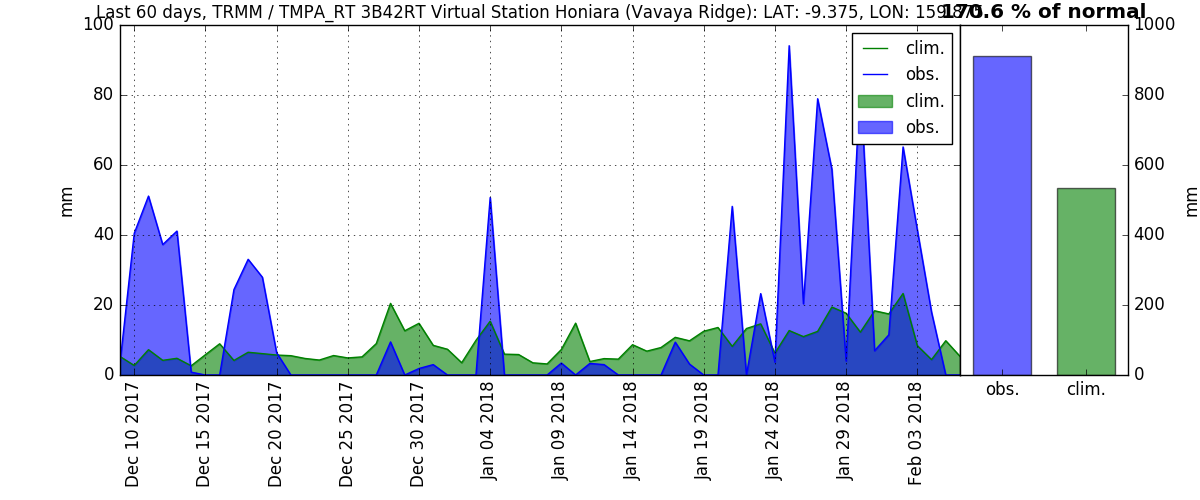 Last 60 days, TRMM / TMPA_RT 3B42RT Virtual Station Honiara (Vavaya Ridge): LAT: -9.375, LON: 159.875
170.6 % of normal
100
80
60
40
20
0
mm
clim.
obs.
clim.
obs.
1000
800
600
400
200
0
mm
obs.
clim.
Dec 10 2017
Dec 15 2017
Dec 20 2017
Dec 25 2017
Dec 30 2017
Jan 04 2018
Jan 09 2018
Jan 14 2018
Jan 19 2018
Jan 24 2018
Jan 29 2018
Feb 03 2018